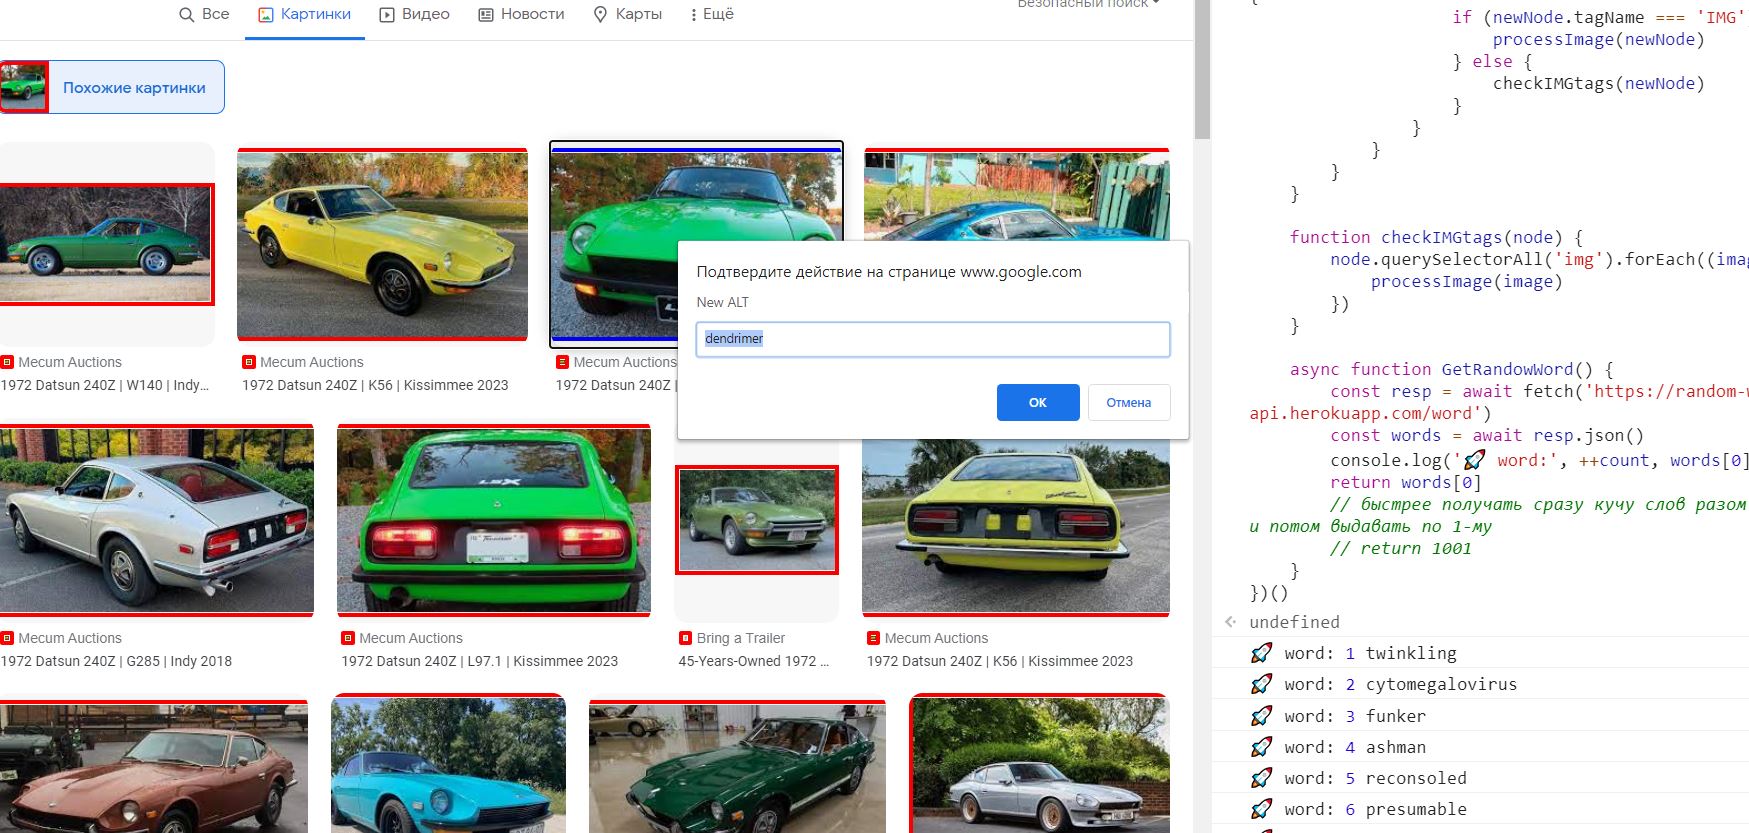 Все Картинки Видео Новости Карты Ещё
Безопасный поиск
Похожие картинки
Mecum Auctions
1972 Datsun 240Z | W140 | Indy…
Mecum Auctions
1972 Datsun 240Z | K56 | Kissimmee 2023
Mecum Auctions
1972 Datsun 240Z |
Подтвердите действие на странице www.google.com
New ALT
dendrimer
ОК Отмена
LSX
Mecum Auctions
1972 Datsun 240Z | G285 | Indy 2018
Mecum Auctions
1972 Datsun 240Z | L97.1 | Kissimmee 2023
Bring a Trailer
45-Years-Owned 1972 ...
Mecum Auctions
1972 Datsun 240Z | K56 | Kissimmee 2023
{
if (newNode.tagName === 'IMG'
processImage(newNode)
} else {
checkIMGtags(newNode)
}
}
}
}
}
function checkIMGtags(node) {
node.querySelectorAll('img').forEach((imag
processImage(image)
})
}
async function GetRandowWord() {
const resp = await fetch('https://random-w
api.herokuapp.com/word')
const words = await resp.json()
console.log('🚀 word:', ++count, words[0]
return words[0]
// быстрее получать сразу кучу слов разом
и потом выдавать по 1-му
// return 1001
}
})()
undefined
🚀 word: 1 twinkling
🚀 word: 2 cytomegalovirus
🚀 word: 3 funker
🚀 word: 4 ashman
🚀 word: 5 reconsoled
🚀 word: 6 presumable